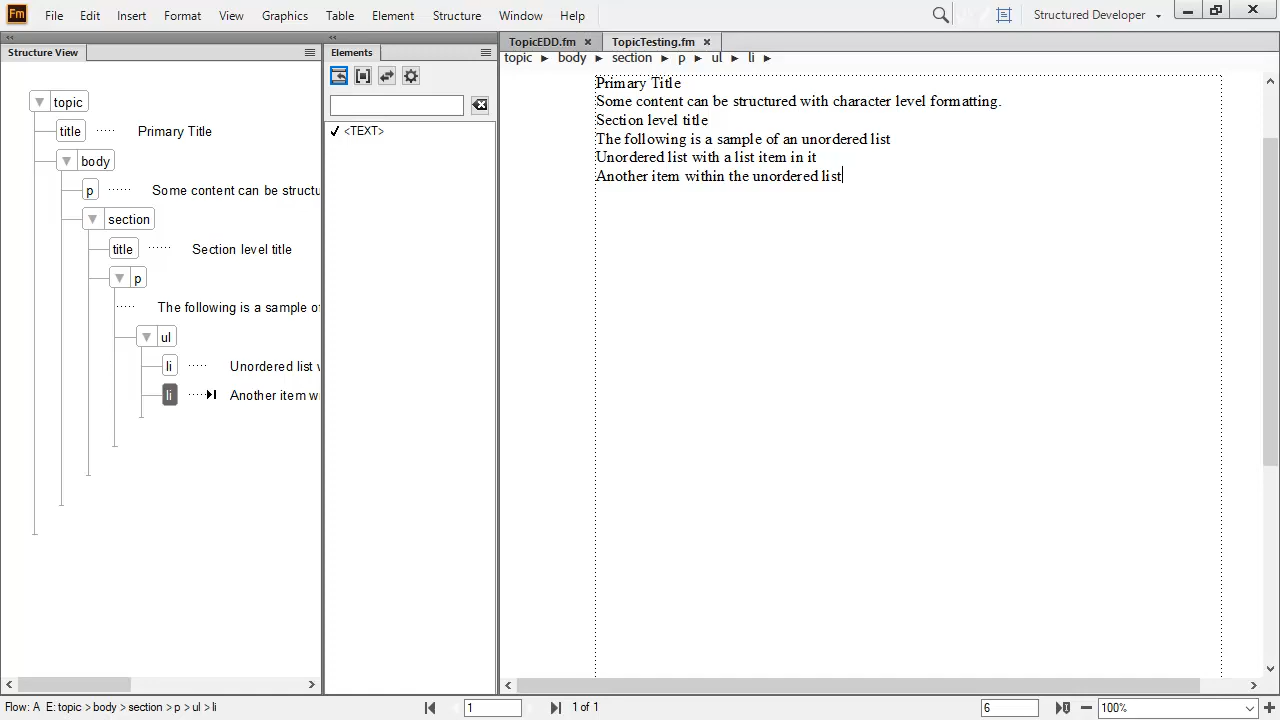 Fm File Edit Insert Format View Graphics Table Element Structure Window Help Structured Developer
Structure View
topic
title Primary Title
body
p Some content can be structu
section
title Section level title
p
The following is a sample o
ul
li Unordered list
li Another item w
Elements
<TEXT>
TopicEDD.fm TopicTesting.fm
topic body section p ul li
Primary Title
Some content can be structured with character level formatting.
Section level title
The following is a sample of an unordered list
Unordered list with a list item in it
Another item within the unordered list
Flow: A E: topic > body > section > p > ul > li 1 1 of 1 6 100%